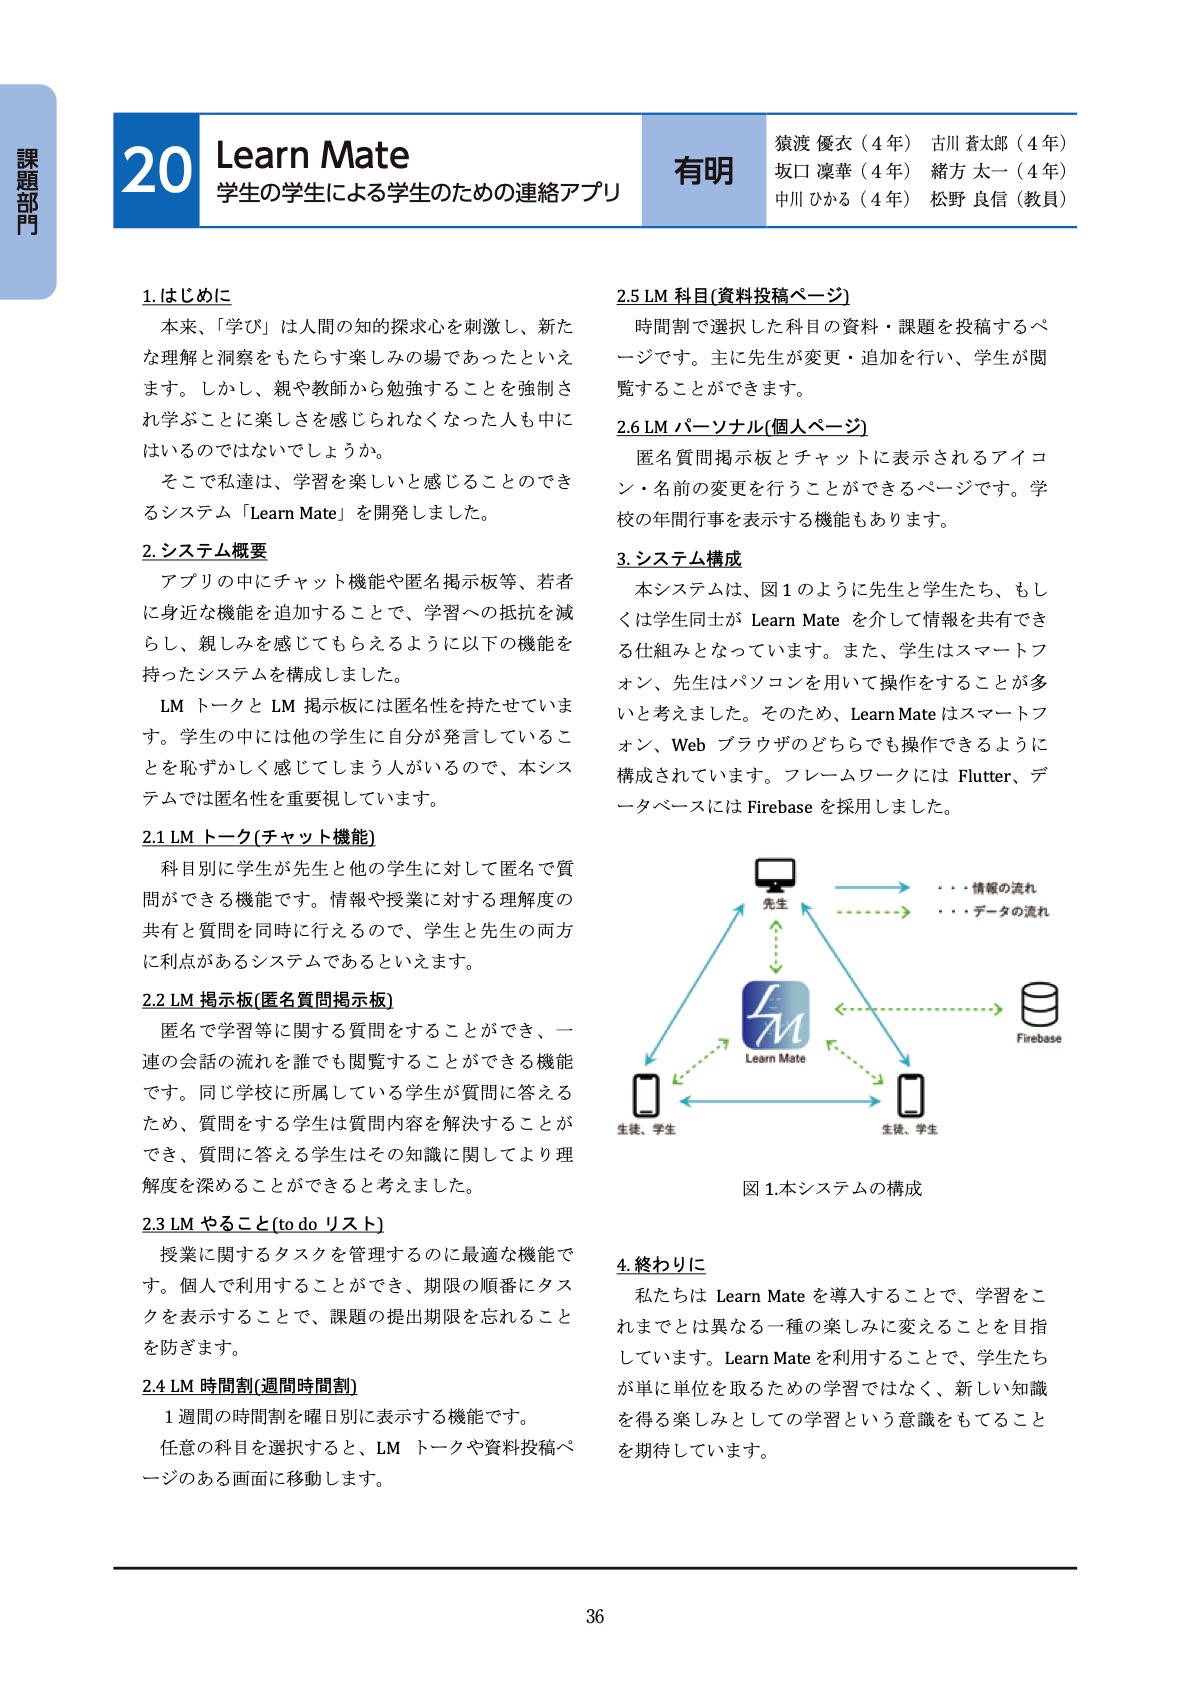 課題部門
20
Learn Mate
学生の学生による学生のための連絡アプリ
有明
猿渡 優衣（４年） 古川 蒼太郎（４年）
坂口 凜華（４年） 緒方 太一（４年）
中川 ひかる（４年） 松野 良信（教員）
1. はじめに
本来、「学び」は人間の知的探求心を刺激し、新た
な理解と洞察をもたらす楽しみの場であったといえ
ます。しかし、親や教師から勉強することを強制さ
れ学ぶことに楽しさを感じられなくなった人も中に
はいるのではないでしょうか。
そこで私達は、学習を楽しいと感じることのでき
るシステム「Learn Mate」を開発しました。
2. システム概要
アプリの中にチャット機能や匿名掲示板等、若者
に身近な機能を追加することで、学習への抵抗を減
らし、親しみを感じてもらえるように以下の機能を
持ったシステムを構成しました。
LM トークと LM 掲示板には匿名性を持たせていま
す。学生の中には他の学生に自分が発言しているこ
とを恥ずかしく感じてしまう人がいるので、本シス
テムでは匿名性を重要視しています。
2.1 LM トーク(チャット機能)
科目別に学生が先生と他の学生に対して匿名で質
問ができる機能です。情報や授業に対する理解度の
共有と質問を同時に行えるので、学生と先生の両方
に利点があるシステムであるといえます。
2.2 LM 掲示板(匿名質問掲示板)
匿名で学習等に関する質問をすることができ、一
連の会話の流れを誰でも閲覧することができる機能
です。同じ学校に所属している学生が質問に答える
ため、質問をする学生は質問内容を解決することが
でき、質問に答える学生はその知識に関してより理
解度を深めることができると考えました。
2.3 LM やること(to do リスト)
授業に関するタスクを管理するのに最適な機能で
す。個人で利用することができ、期限の順番にタス
クを表示することで、課題の提出期限を忘れること
を防ぎます。
2.4 LM 時間割(週間時間割)
１週間の時間割を曜日別に表示する機能です。
任意の科目を選択すると、LM トークや資料投稿ペ
ージのある画面に移動します。
2.5 LM 科目(資料投稿ページ)
時間割で選択した科目の資料・課題を投稿するペ
ージです。主に先生が変更・追加を行い、学生が閲
覧することができます。
2.6 LM パーソナル(個人ページ)
匿名質問掲示板とチャットに表示されるアイコ
ン・名前の変更を行うことができるページです。学
校の年間行事を表示する機能もあります。
3. システム構成
本システムは、図 1 のように先生と学生たち、もし
くは学生同士が Learn Mate を介して情報を共有でき
る仕組みとなっています。また、学生はスマートフ
ォン、先生はパソコンを用いて操作をすることが多
いと考えました。そのため、Learn Mate はスマートフ
ォン、Web ブラウザのどちらでも操作できるように
構成されています。フレームワークには Flutter、デ
ータベースには Firebase を採用しました。
先生
・・・情報の流れ
・・・データの流れ
LM
Learn Mate
Firebase
生徒、学生
生徒、学生
図 1.本システムの構成
4. 終わりに
私たちは Learn Mate を導入することで、学習をこ
れまでとは異なる一種の楽しみに変えることを目指
しています。Learn Mate を利用することで、学生たち
が単に単位を取るための学習ではなく、新しい知識
を得る楽しみとしての学習という意識をもてること
を期待しています。
36